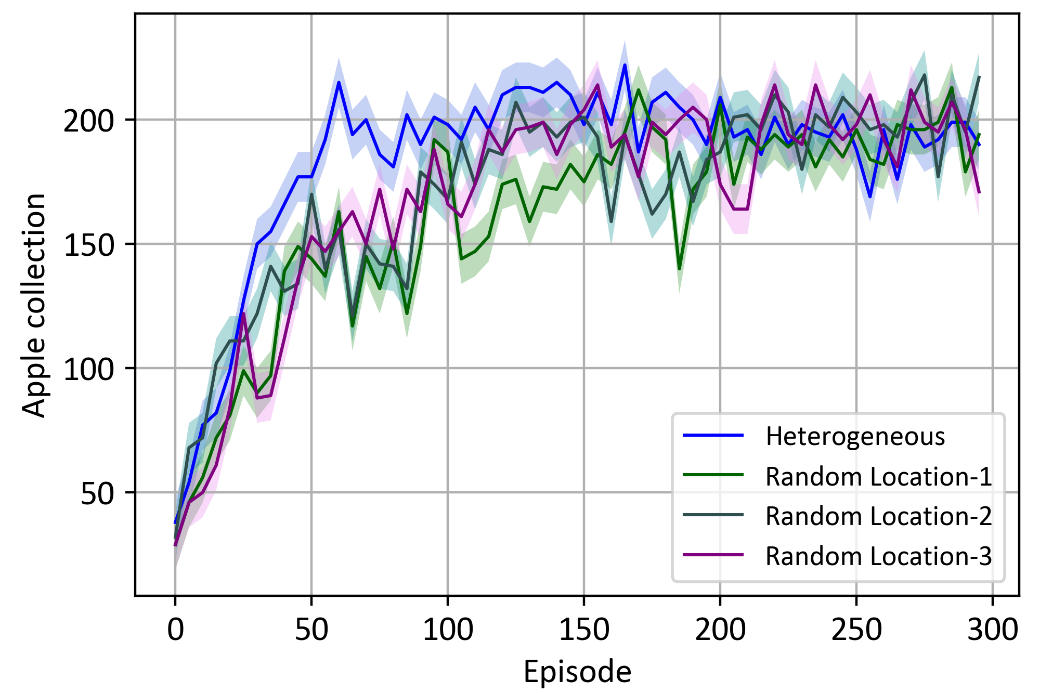 Apple collection
200
150
100
50
Heterogeneous
Random Location-1
Random Location-2
Random Location-3
0 50 100 150 200 250 300
Episode